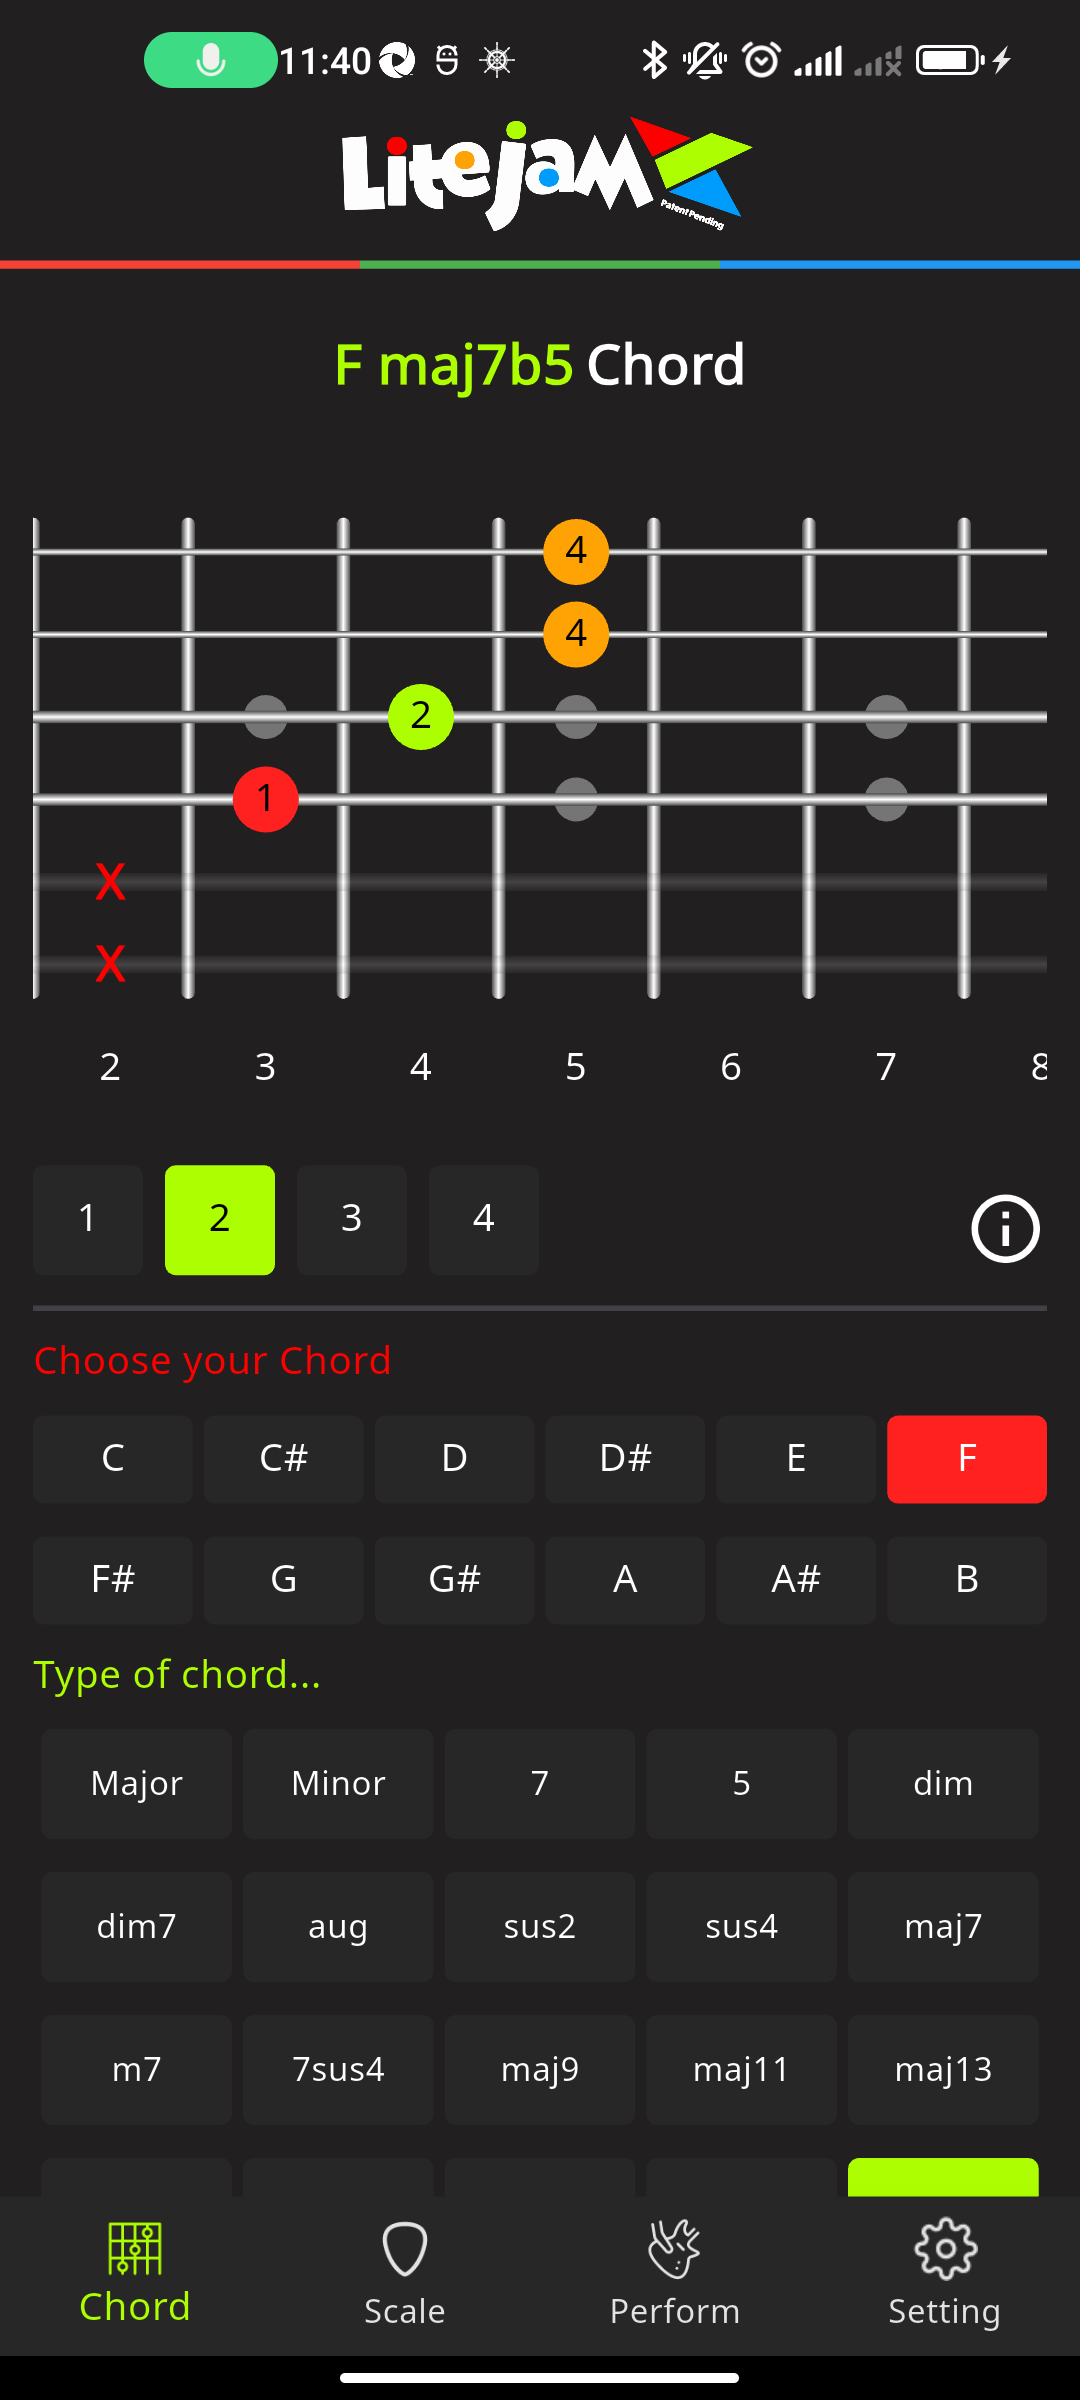 11:40
Litejam
Patent Pending
F maj7b5 Chord
4
4
2
1
X
X
2 3 4 5 6 7 8
1 2 3 4
Choose your Chord
C C# D D# E F
F# G G# A A# B
Type of chord...
Major Minor 7 5 dim
dim7 aug sus2 sus4 maj7
m7 7sus4 maj9 maj11 maj13
Chord Scale Perform Setting